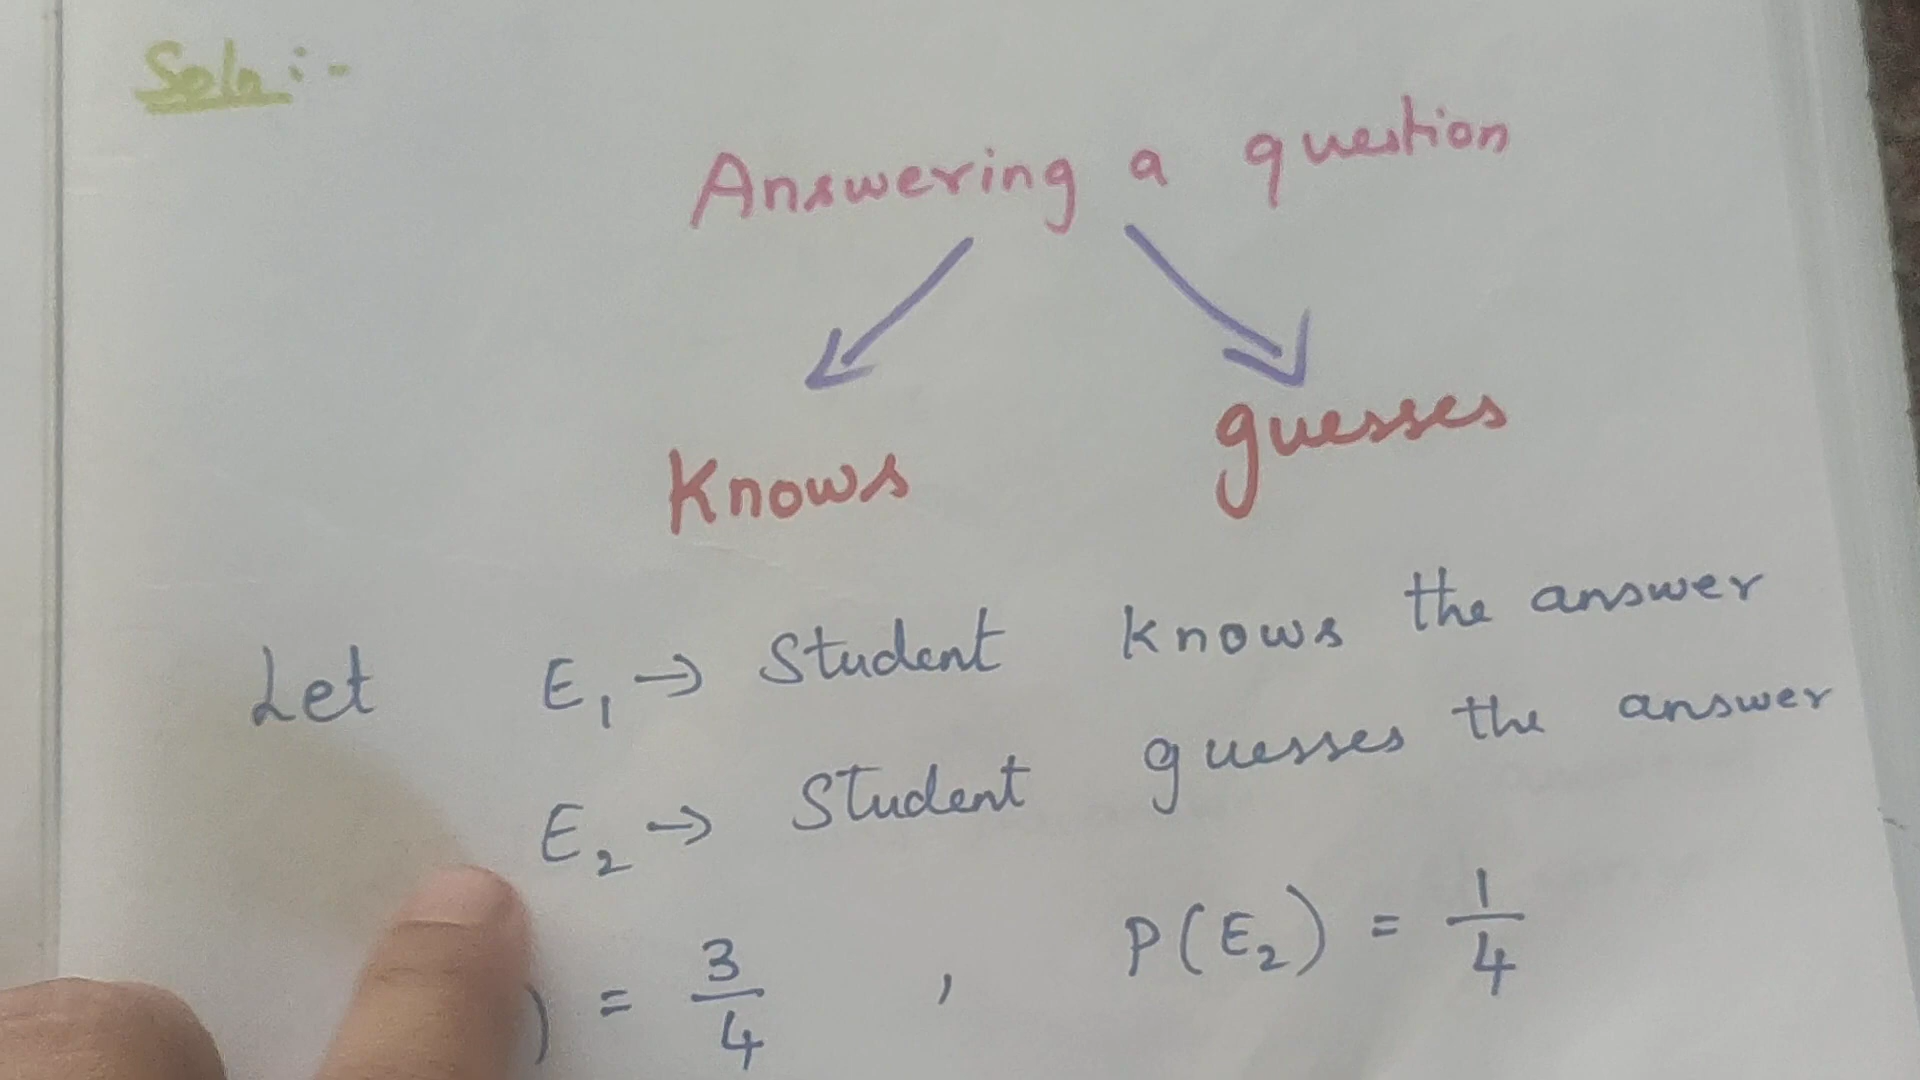 Soln:-
Answering a question
Knows guesses
Let E₁ → Student knows the answer
E₂ → Student guesses the answer
) = 3/4 , P(E₂) = 1/4